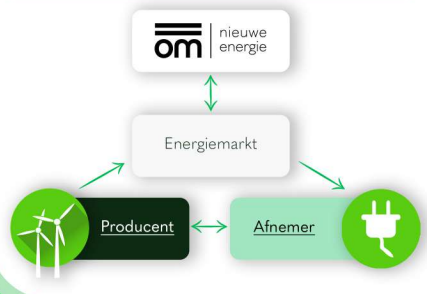 om
nieuwe
energie
Energiemarkt
Producent
Afnemer